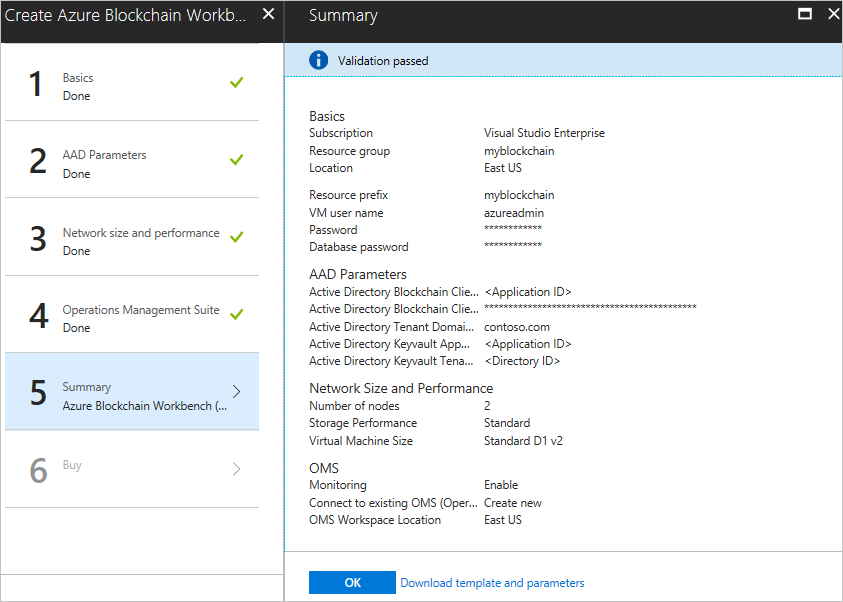 Create Azure Blockchain Workb...
1
Basics
Done
2
AAD Parameters
Done
3
Network size and performance
Done
4
Operations Management Suite
Done
5
Summary
Azure Blockchain Workbench (...
6
Buy
Summary
Validation passed
Basics
Subscription Visual Studio Enterprise
Resource group myblockchain
Location East US
Resource prefix myblockchain
VM user name azureadmin
Password ************
Database password ************
AAD Parameters
Active Directory Blockchain Clie... <Application ID>
Active Directory Blockchain Clie... ********************************************
Active Directory Tenant Domai... contoso.com
Active Directory Keyvault App... <Application ID>
Active Directory Keyvault Tena... <Directory ID>
Network Size and Performance
Number of nodes 2
Storage Performance Standard
Virtual Machine Size Standard D1 v2
OMS
Monitoring Enable
Connect to existing OMS (Oper... Create new
OMS Workspace Location East US
OK Download template and parameters